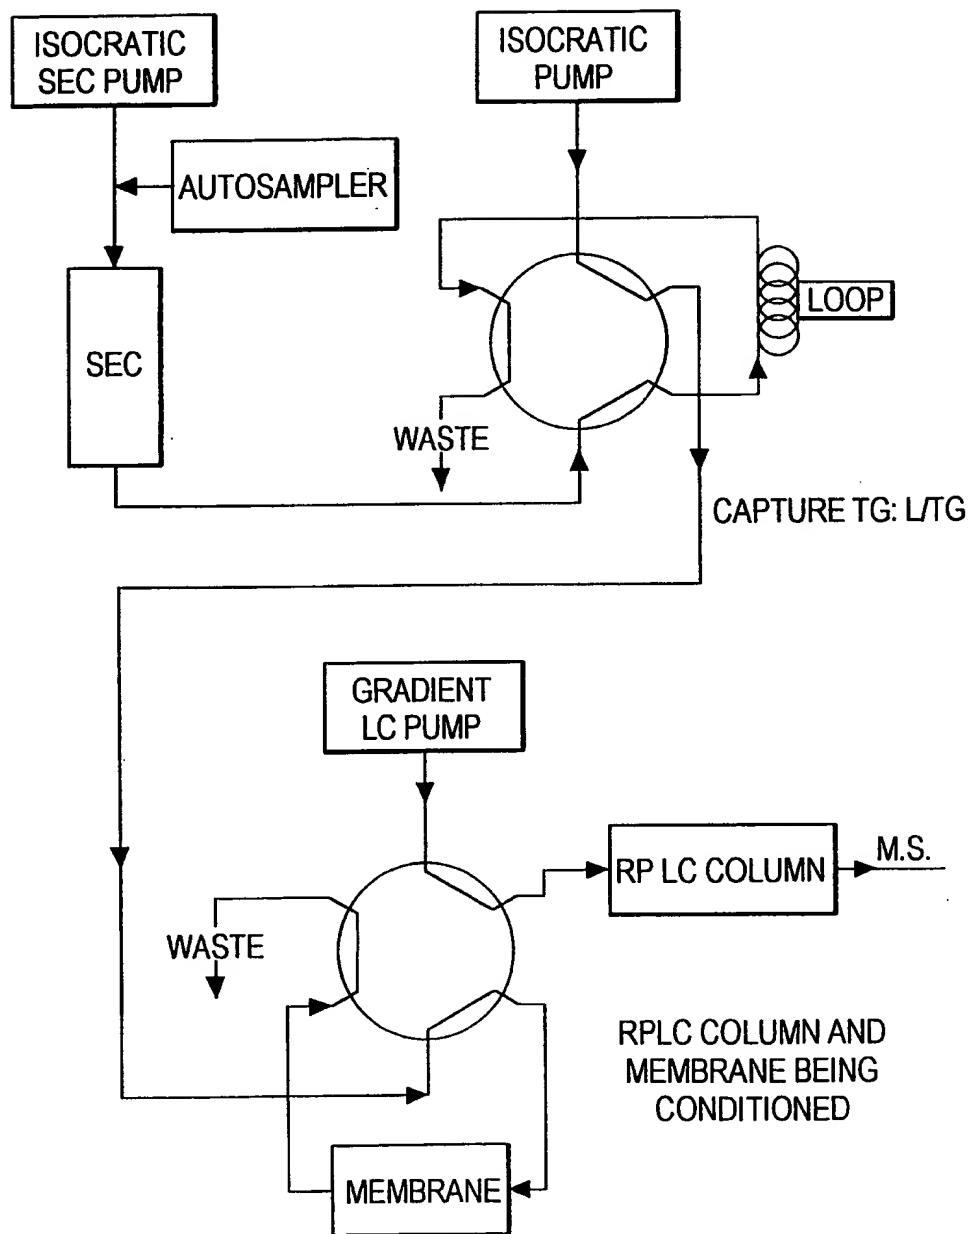 ISOCRATIC
SEC PUMP
ISOCRATIC
PUMP
AUTOSAMPLER
LOOP
SEC
WASTE
CAPTURE TG: L/TG
GRADIENT
LC PUMP
RP LC COLUMN
M.S.
WASTE
RPLC COLUMN AND
MEMBRANE BEING
CONDITIONED
MEMBRANE